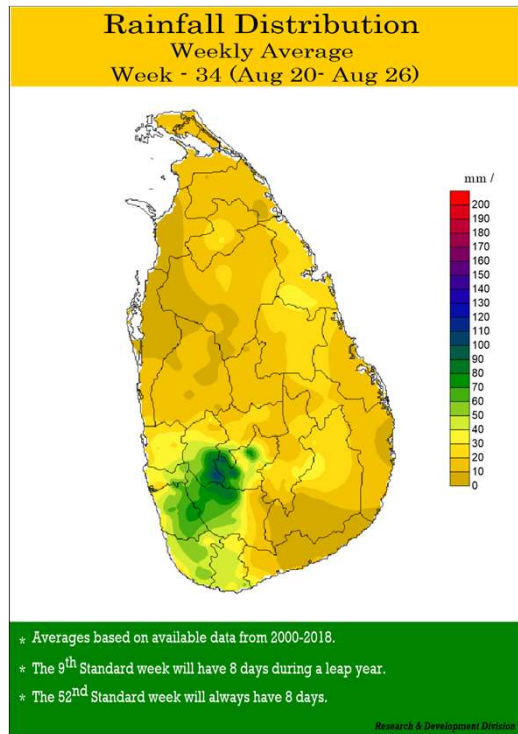 Rainfall Distribution
Weekly Average
Week - 34 (Aug 20- Aug 26)
mm /
200
190
180
170
160
150
140
130
120
110
100
90
80
70
60
50
40
30
20
10
0
* Averages based on available data from 2000-2018.
* The 9th Standard week will have 8 days during a leap year.
* The 52nd Standard week will always have 8 days.
Research & Development Division